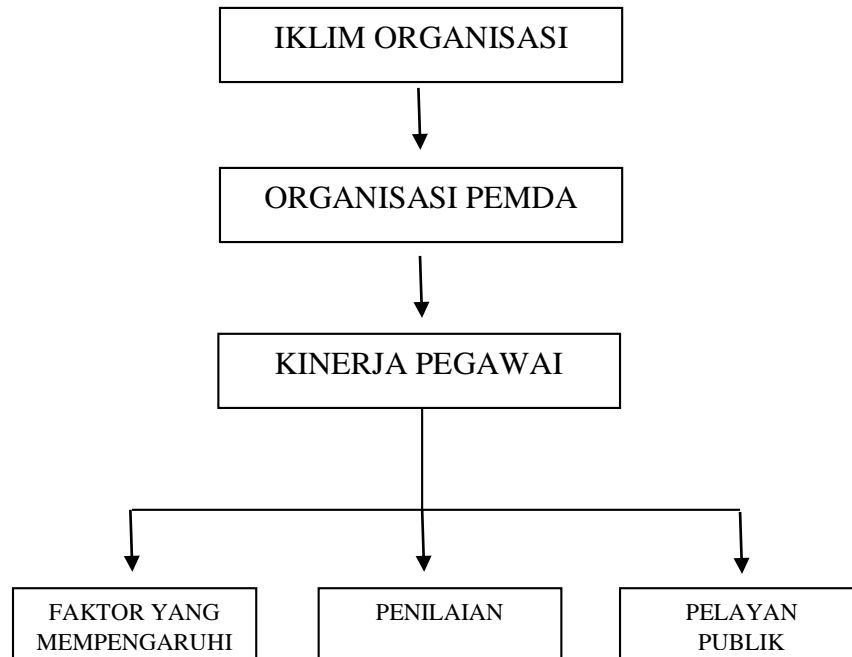 IKLIM ORGANISASI
ORGANISASI PEMDA
KINERJA PEGAWAI
FAKTOR YANG
MEMPENGARUHI
PENILAIAN
PELAYAN
PUBLIK